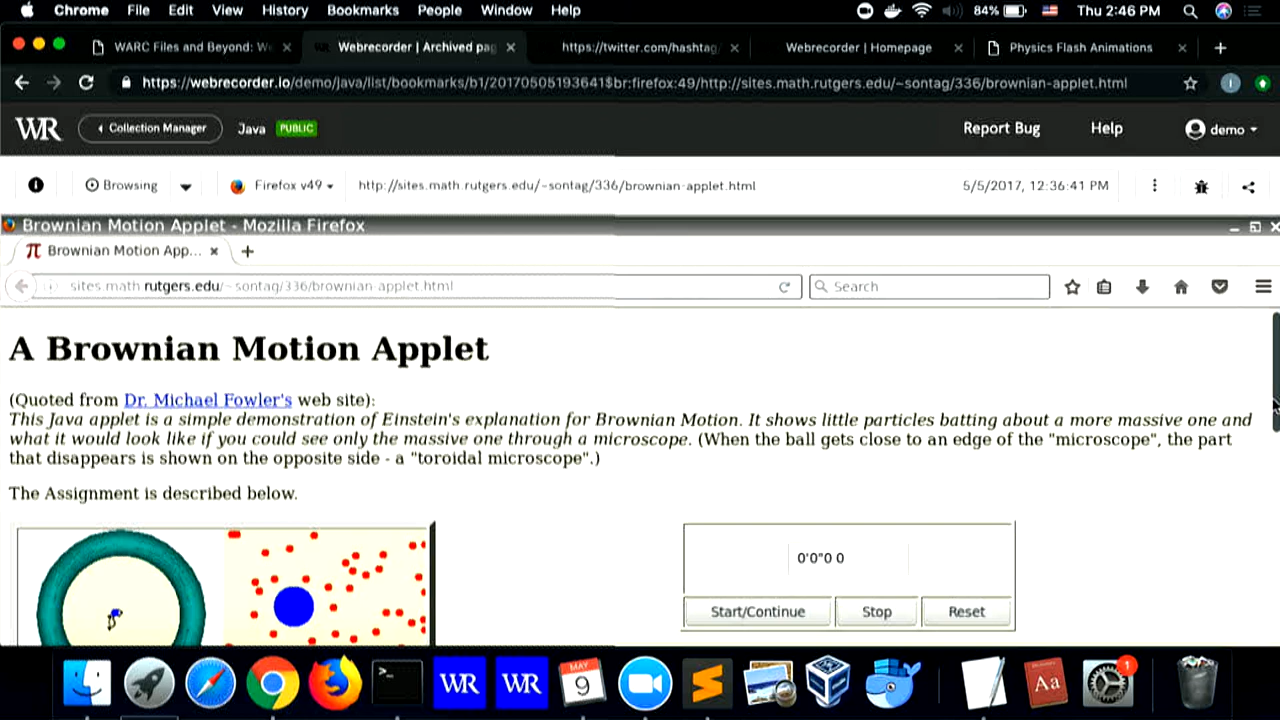 Chrome File Edit View History Bookmarks People Window Help 84% Thu 2:46 PM
WARC Files and Beyond: We × Webrecorder | Archived pag × https://twitter.com/hashtag × Webrecorder | Homepage × Physics Flash Animations × +
https://webrecorder.io/demo/java/list/bookmarks/b1/20170505193641$br:firefox:49/http://sites.math.rutgers.edu/~sontag/336/brownian-applet.html
WR Collection Manager Java PUBLIC Report Bug Help demo
Browsing Firefox v49 http://sites.math.rutgers.edu/~sontag/336/brownian-applet.html 5/5/2017, 12:36:41 PM
Brownian Motion Applet - Mozilla Firefox
π Brownian Motion App... × +
sites.math.rutgers.edu/~sontag/336/brownian-applet.html Search
A Brownian Motion Applet
(Quoted from Dr. Michael Fowler's web site):
This Java applet is a simple demonstration of Einstein's explanation for Brownian Motion. It shows little particles batting about a more massive one and
what it would look like if you could see only the massive one through a microscope. (When the ball gets close to an edge of the "microscope", the part
that disappears is shown on the opposite side - a "toroidal microscope".)
The Assignment is described below.
0'0"0 0
Start/Continue Stop Reset
WR WR MAY 9 Aa 1